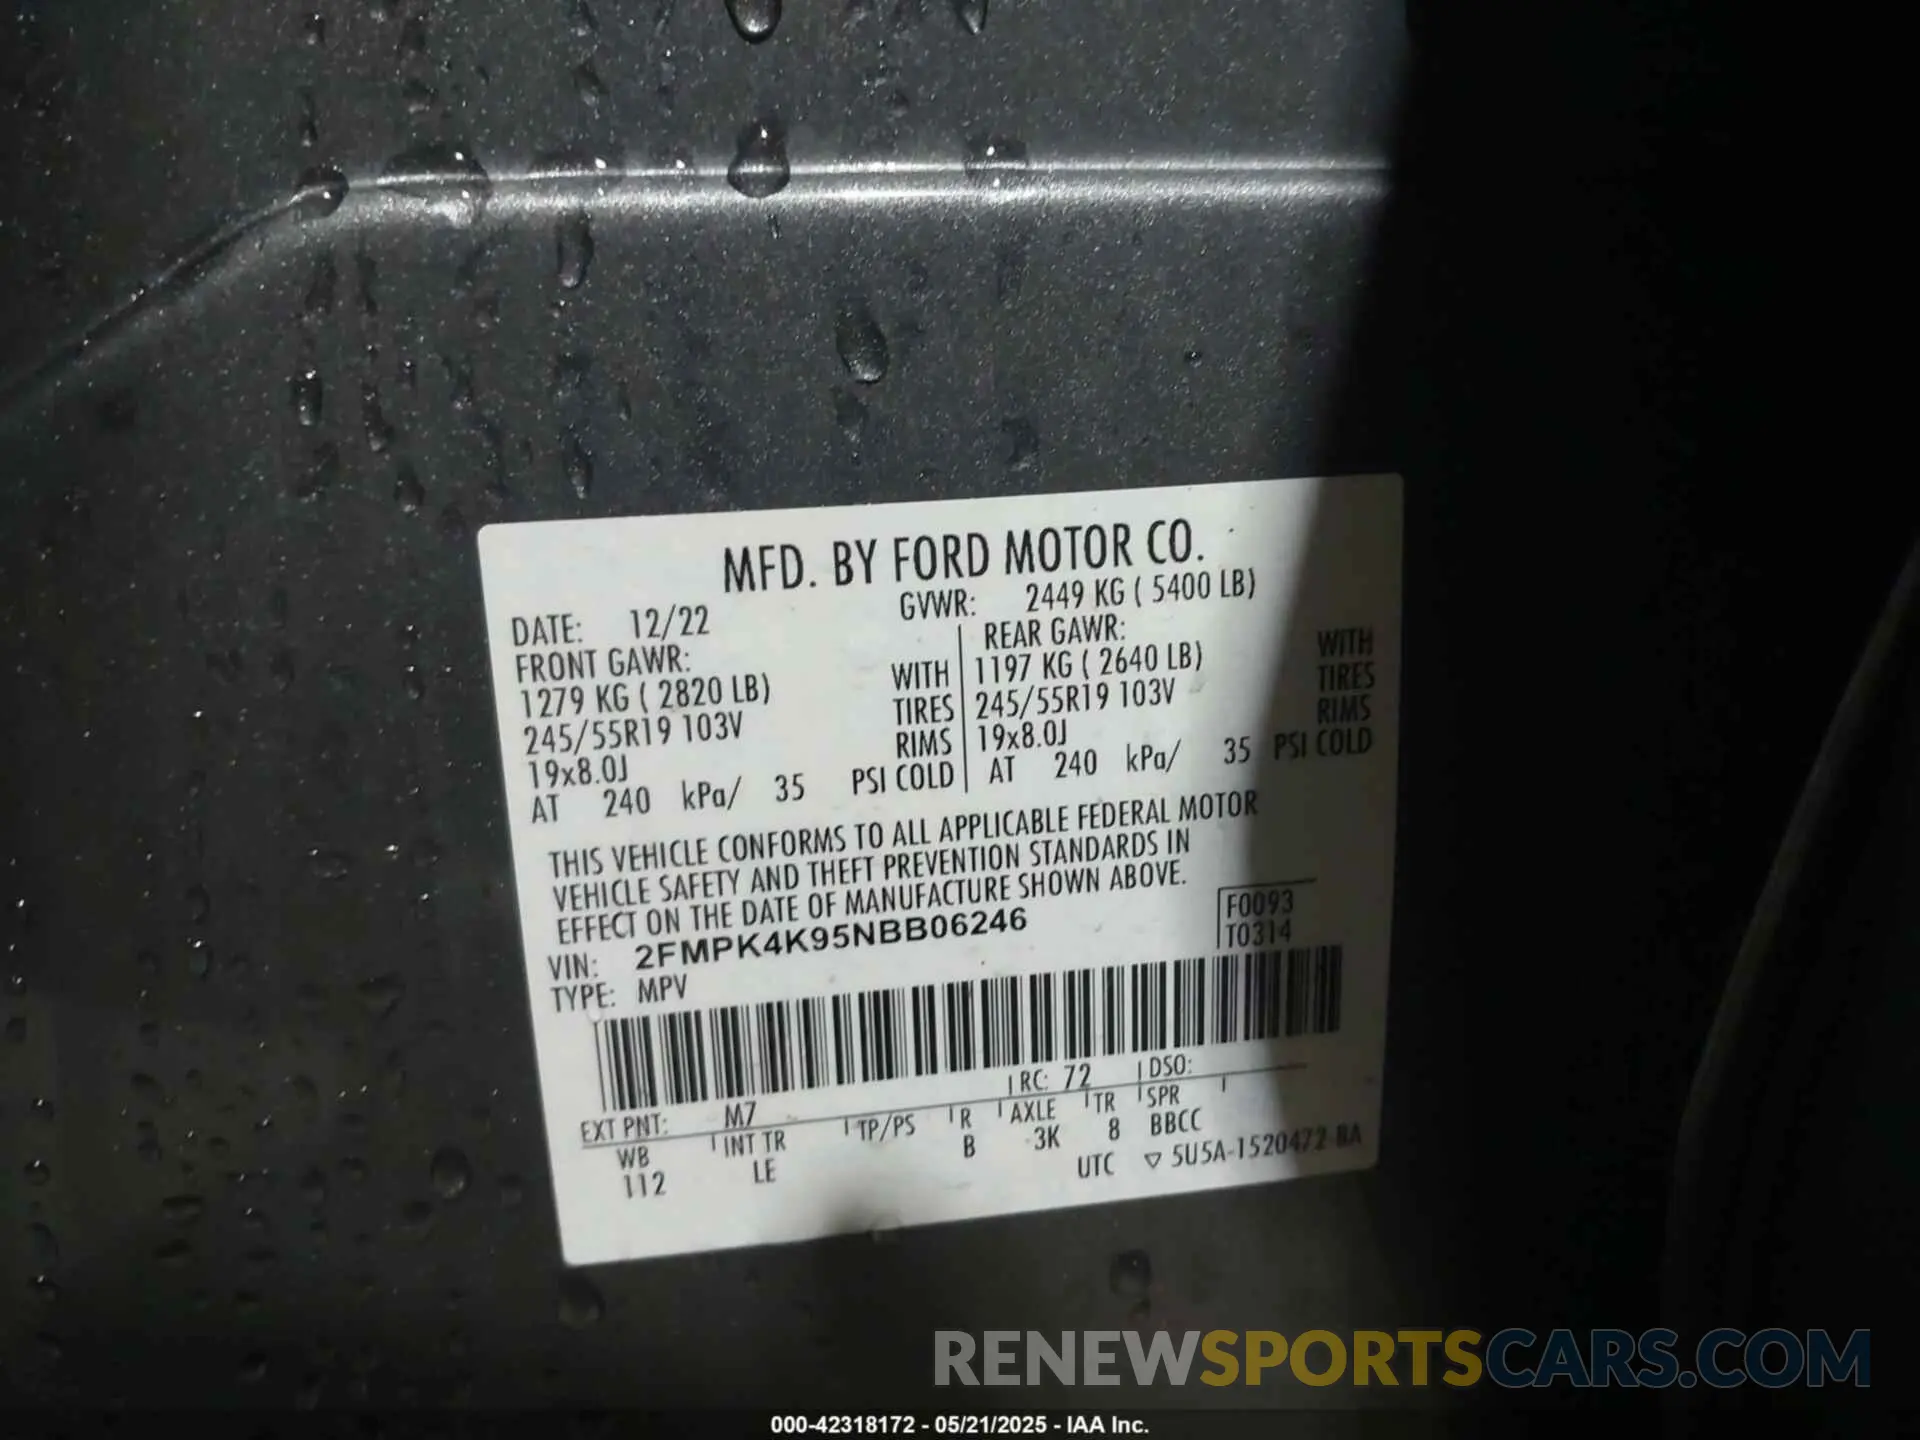 MFD. BY FORD MOTOR CO.
DATE: 12/22 GVWR: 2449 KG ( 5400 LB)
FRONT GAWR: REAR GAWR:
1279 KG ( 2820 LB) WITH 1197 KG ( 2640 LB) WITH
245/55R19 103V TIRES 245/55R19 103V TIRES
19x8.0J RIMS 19x8.0J RIMS
AT 240 kPa/ 35 PSI COLD AT 240 kPa/ 35 PSI COLD
THIS VEHICLE CONFORMS TO ALL APPLICABLE FEDERAL MOTOR
VEHICLE SAFETY AND THEFT PREVENTION STANDARDS IN
EFFECT ON THE DATE OF MANUFACTURE SHOWN ABOVE.
VIN: 2FMPK4K95NBB06246 F0093
TYPE: MPV T0314
EXT PNT: M7 RC: 72 DSO:
WB INT TR TP/PS R AXLE TR SPR
112 LE B 3K 8 BBCC
UTC ▽ 5U5A-1520472-BA
RENEWSPORTSCARS.COM
000-42318172 - 05/21/2025 - IAA Inc.